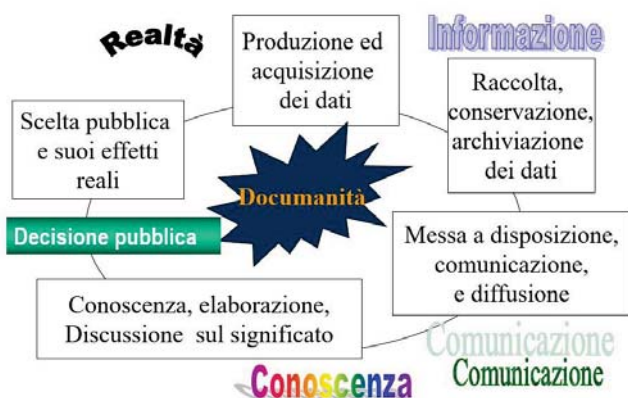 Realtà
Produzione ed
acquisizione
dei dati
Informazione
Raccolta,
conservazione,
archiviazione
dei dati
Scelta pubblica
e suoi effetti
reali
Documanità
Decisione pubblica
Messa a disposizione,
comunicazione,
e diffusione
Conoscenza, elaborazione,
Discussione sul significato
Comunicazione
Comunicazione
Conoscenza